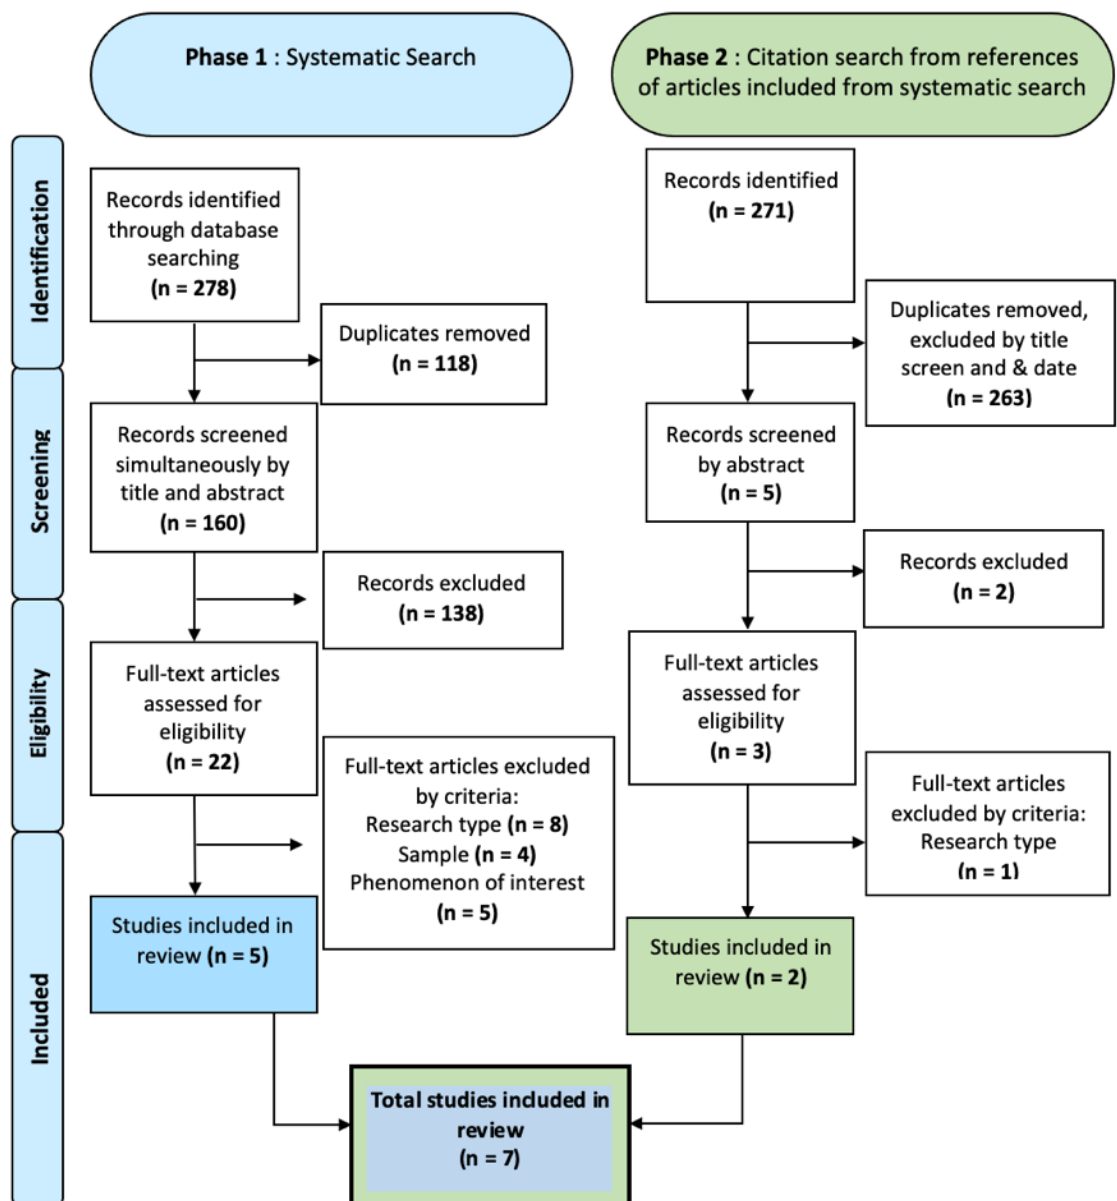 Phase 1 : Systematic Search
Phase 2 : Citation search from references
of articles included from systematic search
Identification
Records identified
through database
searching
(n = 278)
Records identified
(n = 271)
Duplicates removed
(n = 118)
Duplicates removed,
excluded by title
screen and & date
(n = 263)
Screening
Records screened
simultaneously by
title and abstract
(n = 160)
Records screened
by abstract
(n = 5)
Records excluded
(n = 138)
Records excluded
(n = 2)
Eligibility
Full-text articles
assessed for
eligibility
(n = 22)
Full-text articles
assessed for
eligibility
(n = 3)
Full-text articles excluded
by criteria:
Research type (n = 8)
Sample (n = 4)
Phenomenon of interest
(n = 5)
Full-text articles
excluded by criteria:
Research type
(n = 1)
Included
Studies included in
review (n = 5)
Studies included in
review (n = 2)
Total studies included in
review
(n = 7)